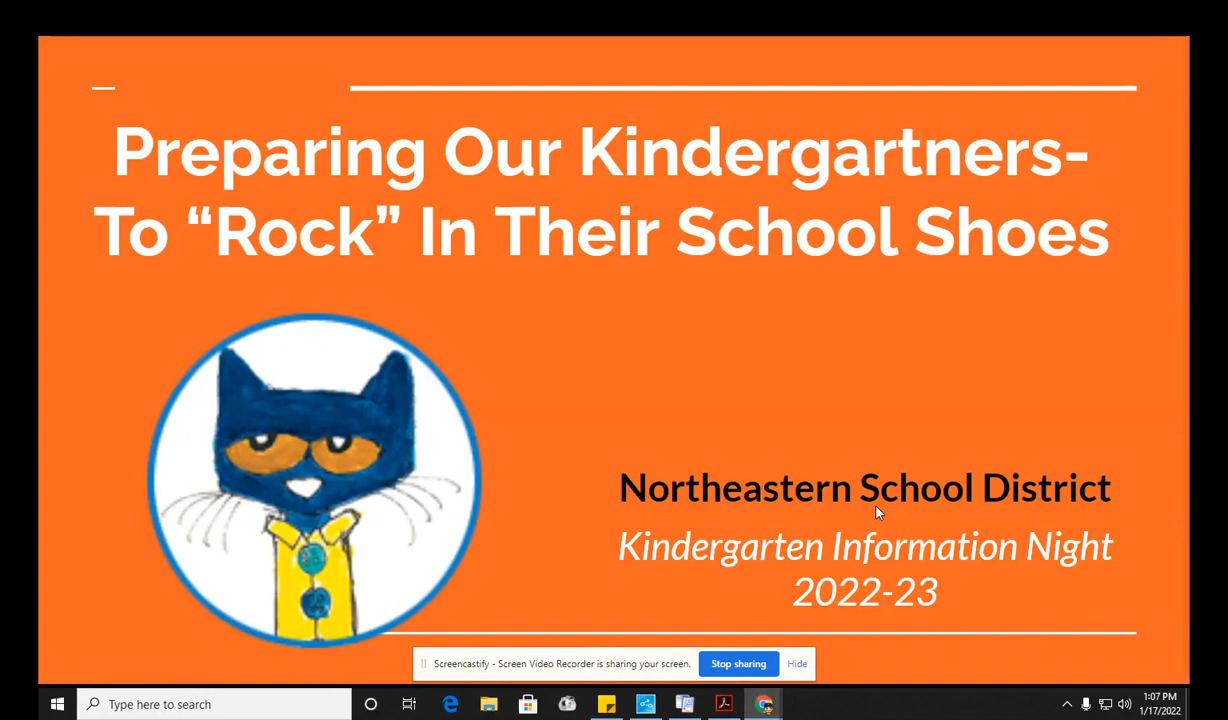 Preparing Our Kindergartners-
To “Rock” In Their School Shoes
Northeastern School District
Kindergarten Information Night
2022-23
Screencastify - Screen Video Recorder is sharing your screen.
Stop sharing
Hide
Type here to search
1:07 PM
1/17/2022